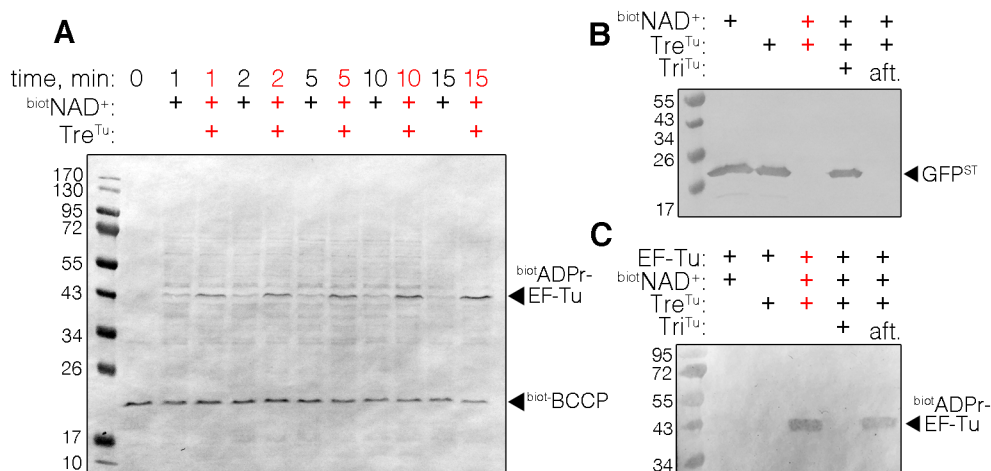 A
time, min: 0 1 1 2 2 5 5 10 10 15 15
biotNAD+: + + + + + + + + + +
TreTu: + + + + +
170
130
95
72
55
43
34
26
17
10
biotADPr-
EF-Tu
biot-BCCP
B
biotNAD+: + + + +
TreTu: + + + +
TriTu: + aft.
55
43
34
26
17
GFPST
C
EF-Tu: + + + + +
biotNAD+: + + + +
TreTu: + + + +
TriTu: + aft.
95
72
55
43
34
biotADPr-
EF-Tu